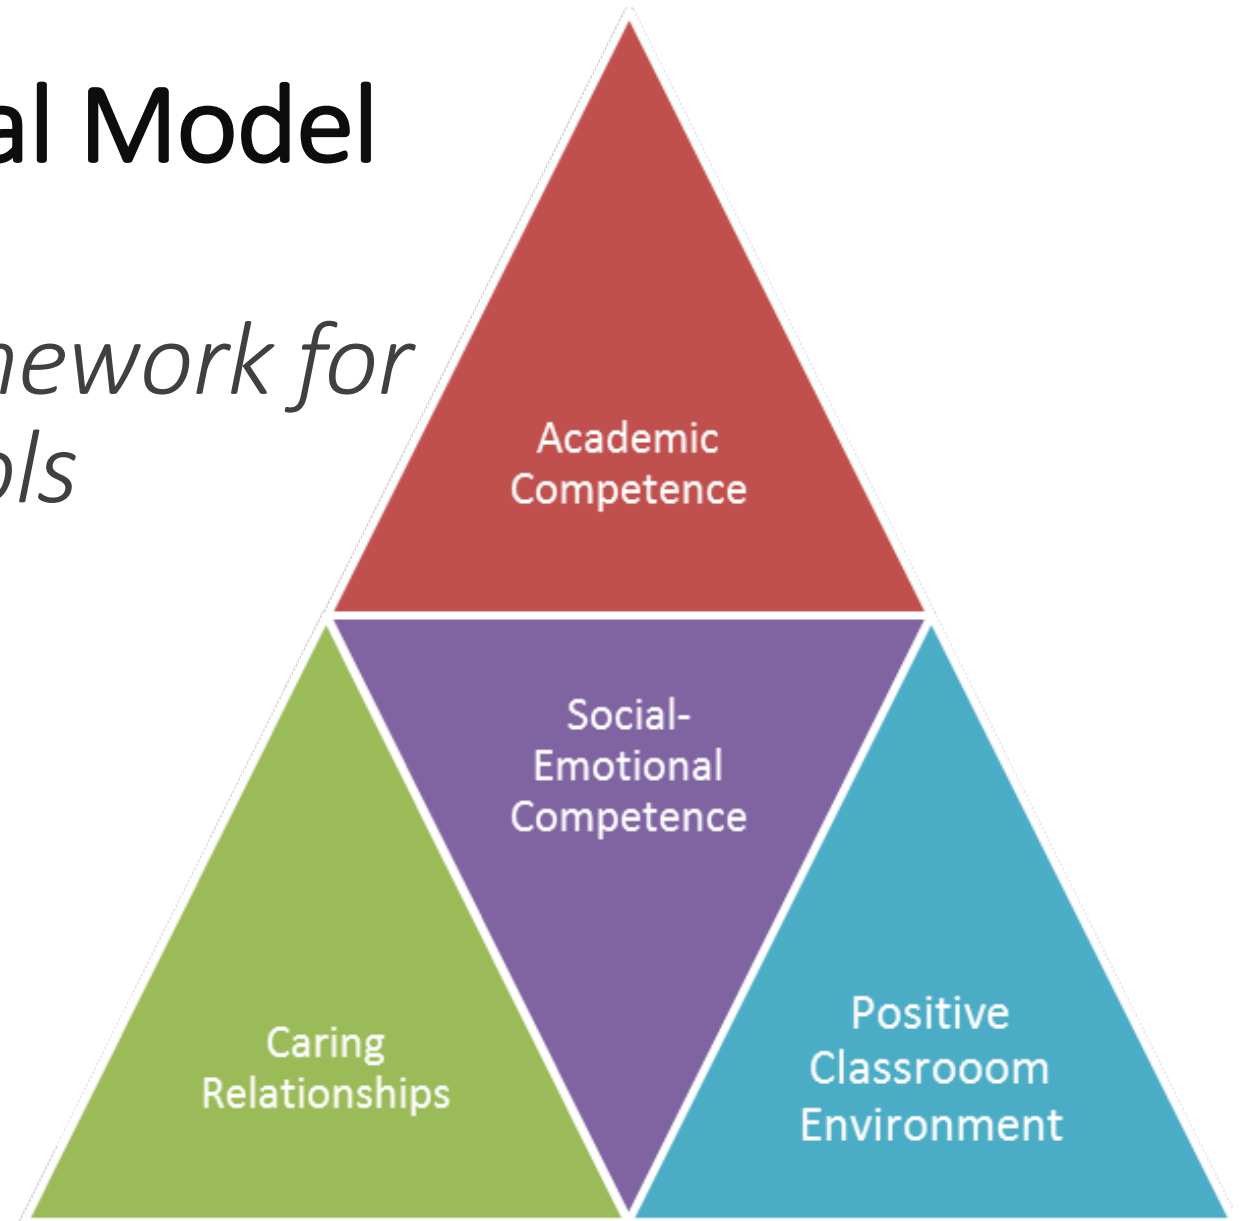 al Model
nework for
ols
Academic
Competence
Social-
Emotional
Competence
Caring
Relationships
Positive
Classrooom
Environment